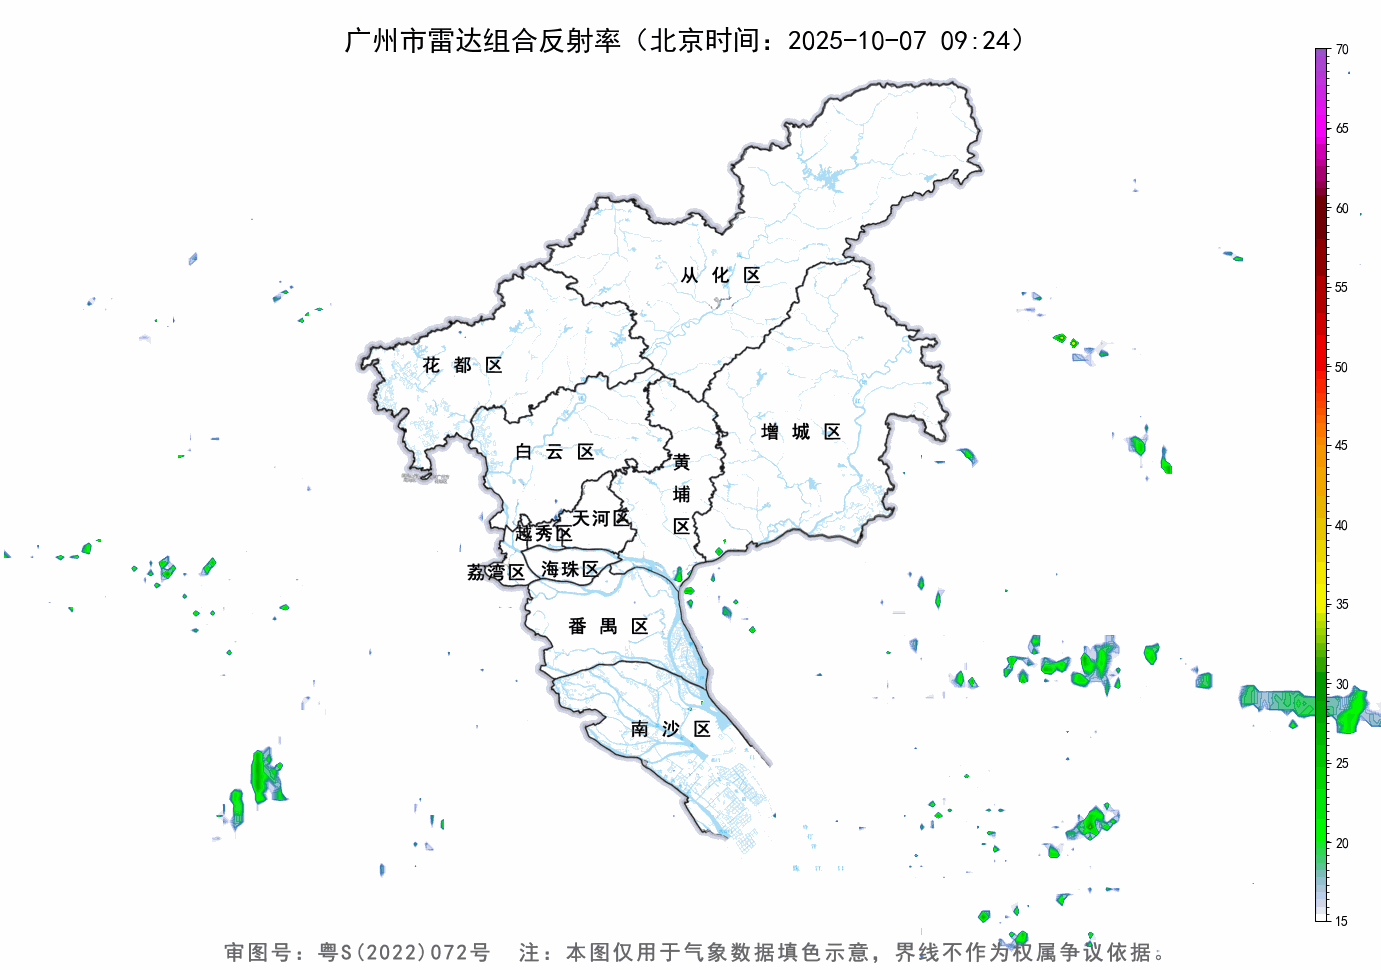 广州市雷达组合反射率（北京时间：2025-10-07 09:24）
70
65
60
55
50
45
40
35
30
25
20
15
从化区
花都区
增城区
白云区
黄埔区
天河区
越秀区
海珠区
荔湾区
番禺区
南沙区
审图号：粤S(2022)072号 注：本图仅用于气象数据填色示意，界线不作为权属争议依据。